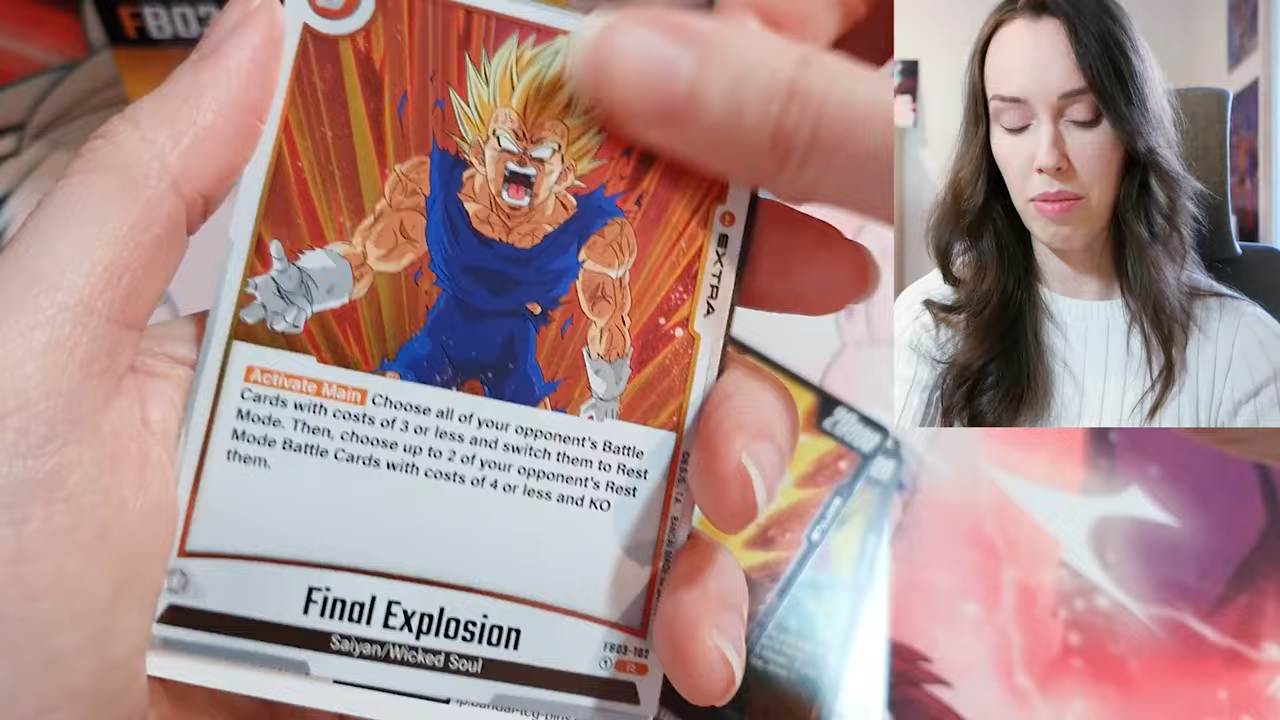 FB03
EXTRA
Activate Main Choose all of your opponent's Battle
Cards with costs of 3 or less and switch them to Rest
Mode. Then, choose up to 2 of your opponent's Rest
Mode Battle Cards with costs of 4 or less and KO
them.
Final Explosion
Saiyan/Wicked Soul
FB03-102